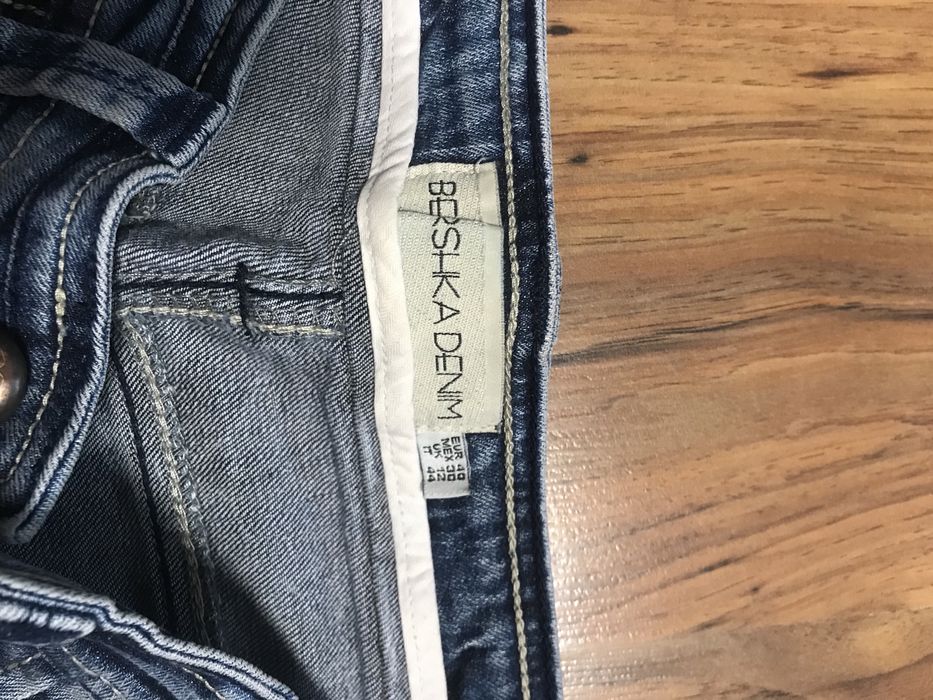 BERSHKA DENIM
EUR 40
MEX 30
UK 12
IT 44